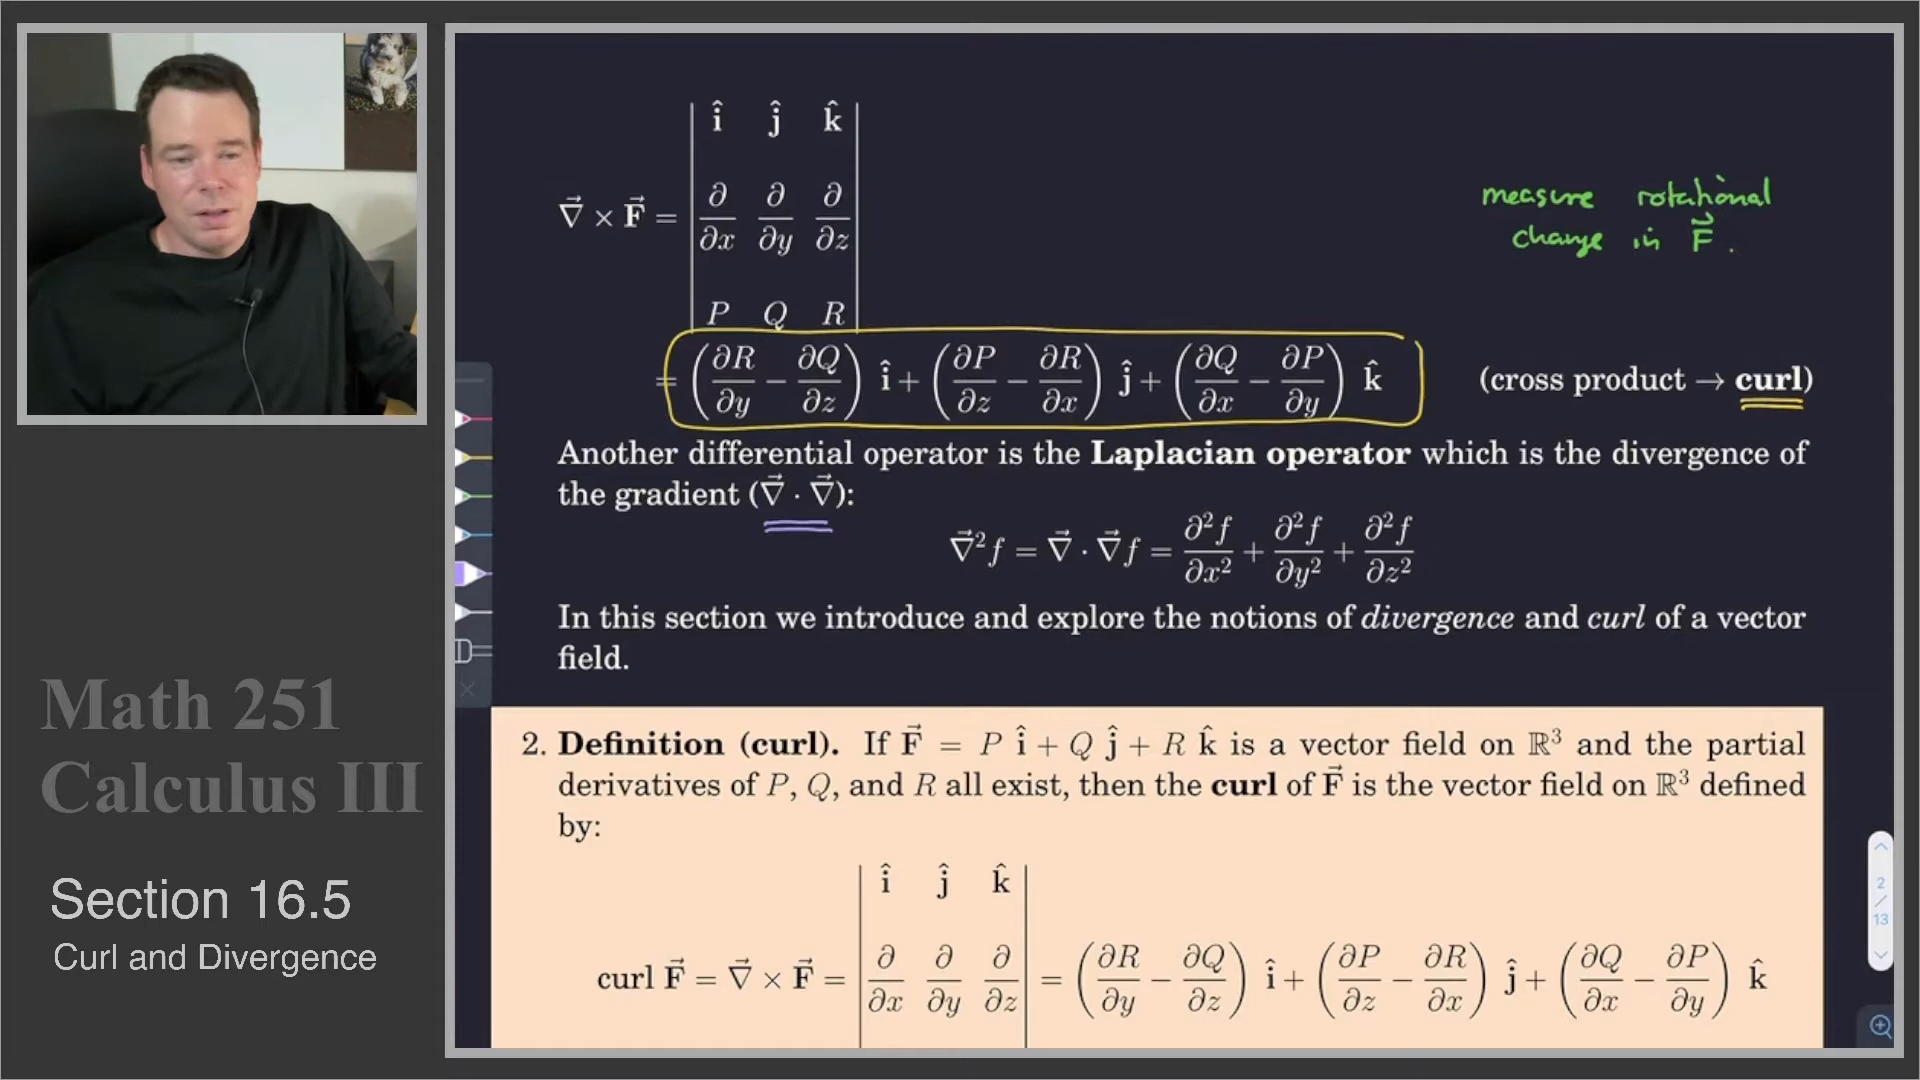 Math 251
Calculus III
Section 16.5
Curl and Divergence
î ĵ k̂
∇⃗ × F⃗ = ∂/∂x ∂/∂y ∂/∂z
P Q R
measure rotational
change in F⃗ .
= (∂R/∂y − ∂Q/∂z) î + (∂P/∂z − ∂R/∂x) ĵ + (∂Q/∂x − ∂P/∂y) k̂ (cross product → curl)
Another differential operator is the Laplacian operator which is the divergence of
the gradient (∇⃗ · ∇⃗):
∇⃗²f = ∇⃗ · ∇⃗f = ∂²f/∂x² + ∂²f/∂y² + ∂²f/∂z²
In this section we introduce and explore the notions of divergence and curl of a vector
field.
2. Definition (curl). If F⃗ = P î + Q ĵ + R k̂ is a vector field on ℝ³ and the partial
derivatives of P, Q, and R all exist, then the curl of F⃗ is the vector field on ℝ³ defined
by:
î ĵ k̂
curl F⃗ = ∇⃗ × F⃗ = ∂/∂x ∂/∂y ∂/∂z = (∂R/∂y − ∂Q/∂z) î + (∂P/∂z − ∂R/∂x) ĵ + (∂Q/∂x − ∂P/∂y) k̂
2
/
13